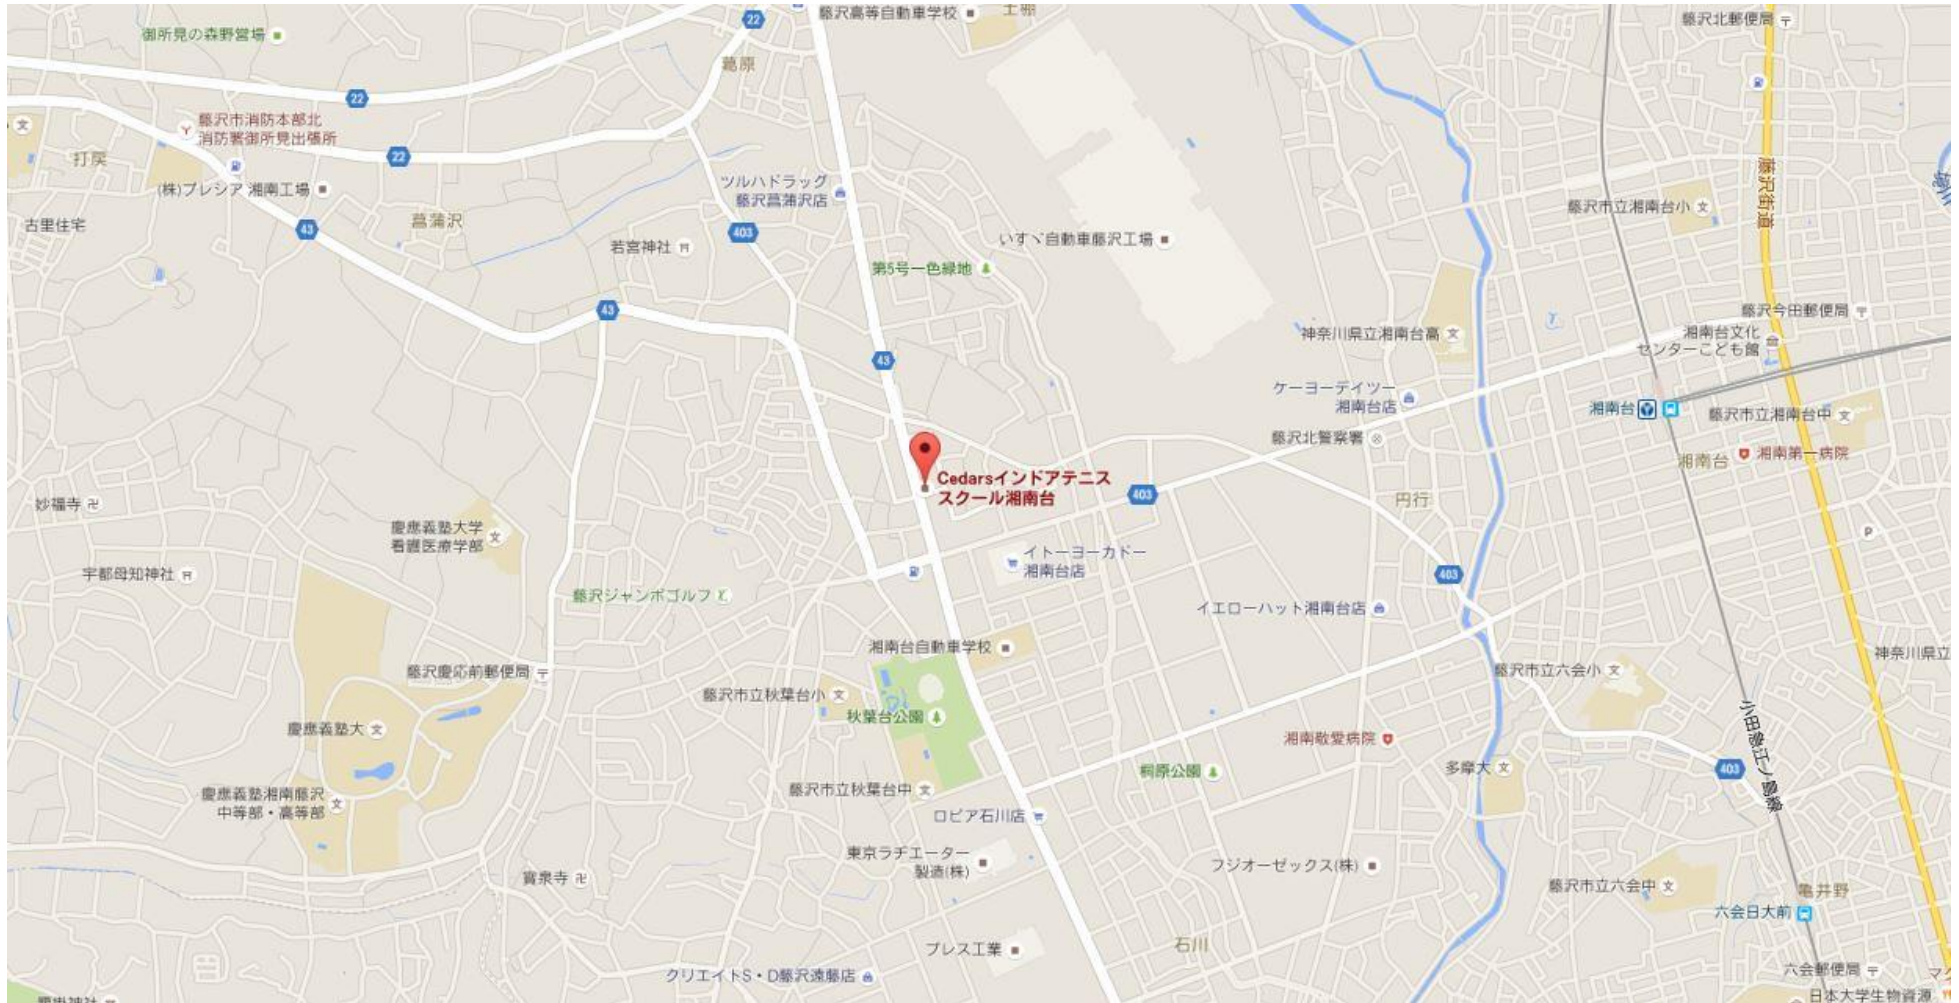 藤沢高等自動車学校
土棚
22
藤沢北郵便局
御所見の森野営場
葛原
22
藤沢市消防本部北
消防署御所見出張所
打戻
22
(株)プレシア 湘南工場
ツルハドラッグ
藤沢菖蒲沢店
藤沢街道
藤沢市立湘南台小
古里住宅
43
菖蒲沢
403
若宮神社
いすゞ自動車藤沢工場
第5号一色緑地
43
藤沢今田郵便局
神奈川県立湘南台高
湘南台文化
センターこども館
43
ケーヨーデイツー
湘南台店
湘南台
藤沢市立湘南台中
藤沢北警察署
湘南台
湘南第一病院
Cedarsインドアテニス
スクール湘南台
403
円行
P
妙福寺
慶應義塾大学
看護医療学部
イトーヨーカドー
湘南台店
宇都母知神社
403
藤沢ジャンボゴルフ
イエローハット湘南台店
湘南台自動車学校
神奈川県立
藤沢慶応前郵便局
藤沢市立六会小
藤沢市立秋葉台小
秋葉台公園
慶應義塾大
小田急江ノ島線
湘南敬愛病院
桐原公園
多摩大
403
藤沢市立秋葉台中
慶應義塾湘南藤沢
中等部・高等部
ロピア石川店
東京ラヂエーター
製造(株)
フジオーゼックス(株)
寳泉寺
藤沢市立六会中
亀井野
六会日大前
プレス工業
石川
クリエイトS・D藤沢遠藤店
六会郵便局
日本大学生物資源